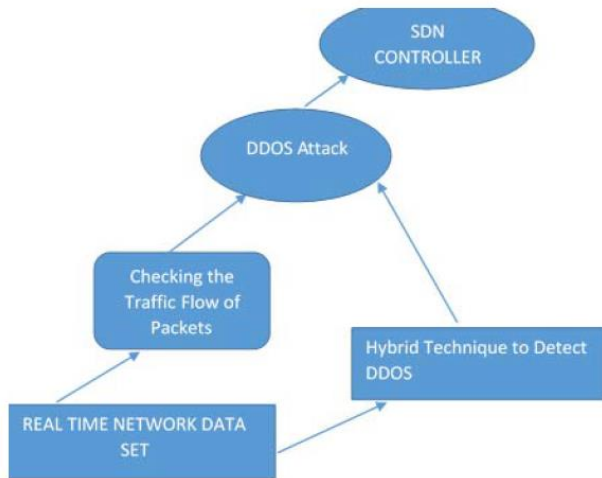 SDN
CONTROLLER
DDOS Attack
Checking the
Traffic Flow of
Packets
Hybrid Technique to Detect
DDOS
REAL TIME NETWORK DATA
SET